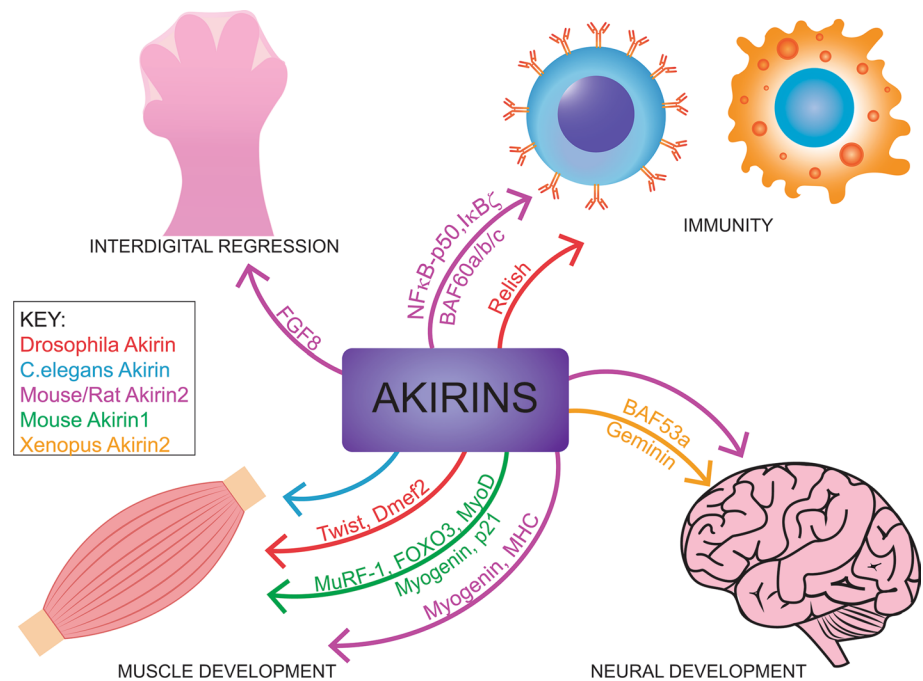 INTERDIGITAL REGRESSION
IMMUNITY
NFκB-p50,IκBζ
BAF60a/b/c
Relish
FGF8
KEY:
Drosophila Akirin
C.elegans Akirin
Mouse/Rat Akirin2
Mouse Akirin1
Xenopus Akirin2
AKIRINS
BAF53a
Geminin
Twist, Dmef2
MuRF-1, FOXO3, MyoD
Myogenin, p21
Myogenin, MHC
MUSCLE DEVELOPMENT
NEURAL DEVELOPMENT